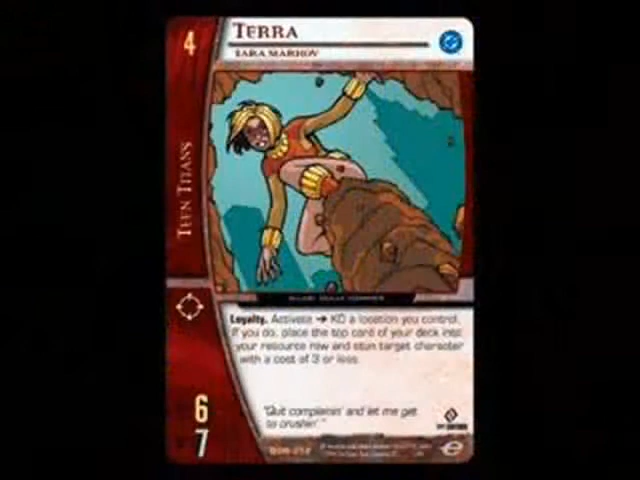 4
TERRA
TARA MARKOV
TEEN TITANS
Loyalty. Activate → KO a location you control.
If you do, place the top card of your deck into
your resource row and stun target character
with a cost of 3 or less.
"Quit complainin' and let me get
to crushin'."
6
7